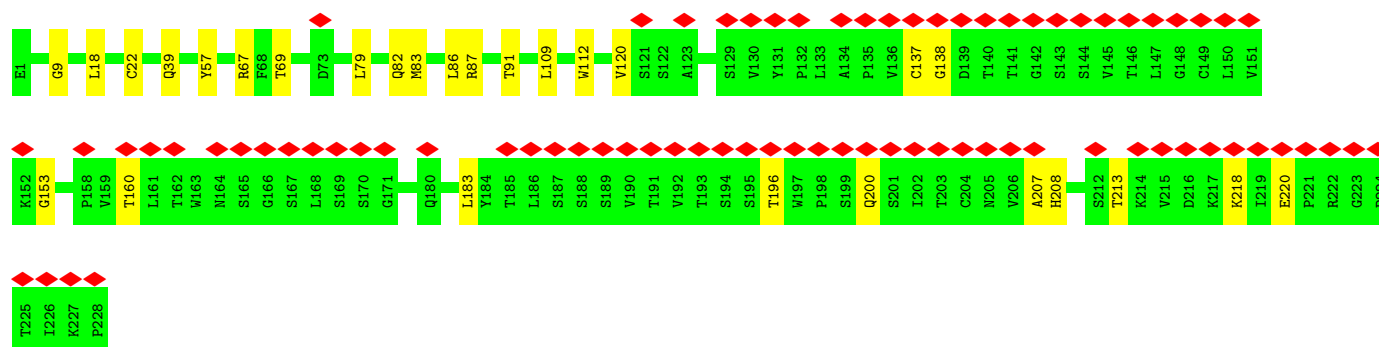 E1 G9 L18 C22 Q39 Y57 R67 F68 T69 D73 L79 Q82 M83 L86 R87 T91 L109 W112 V120 S121 S122 A123 S129 V130 Y131 P132 L133 A134 P135 V136 C137 G138 D139 T140 T141 G142 S143 S144 V145 T146 L147 G148 C149 L150 V151
K152 G153 P158 V159 T160 L161 T162 W163 N164 S165 G166 S167 L168 S169 S170 G171 Q180 L183 Y184 T185 L186 S187 S188 S189 V190 T191 V192 T193 S194 S195 T196 W197 P198 S199 Q200 S201 I202 T203 C204 N205 V206 A207 H208 S212 T213 K214 V215 D216 K217 K218 I219 E220 P221 R222 G223
T225 I226 K227 P228